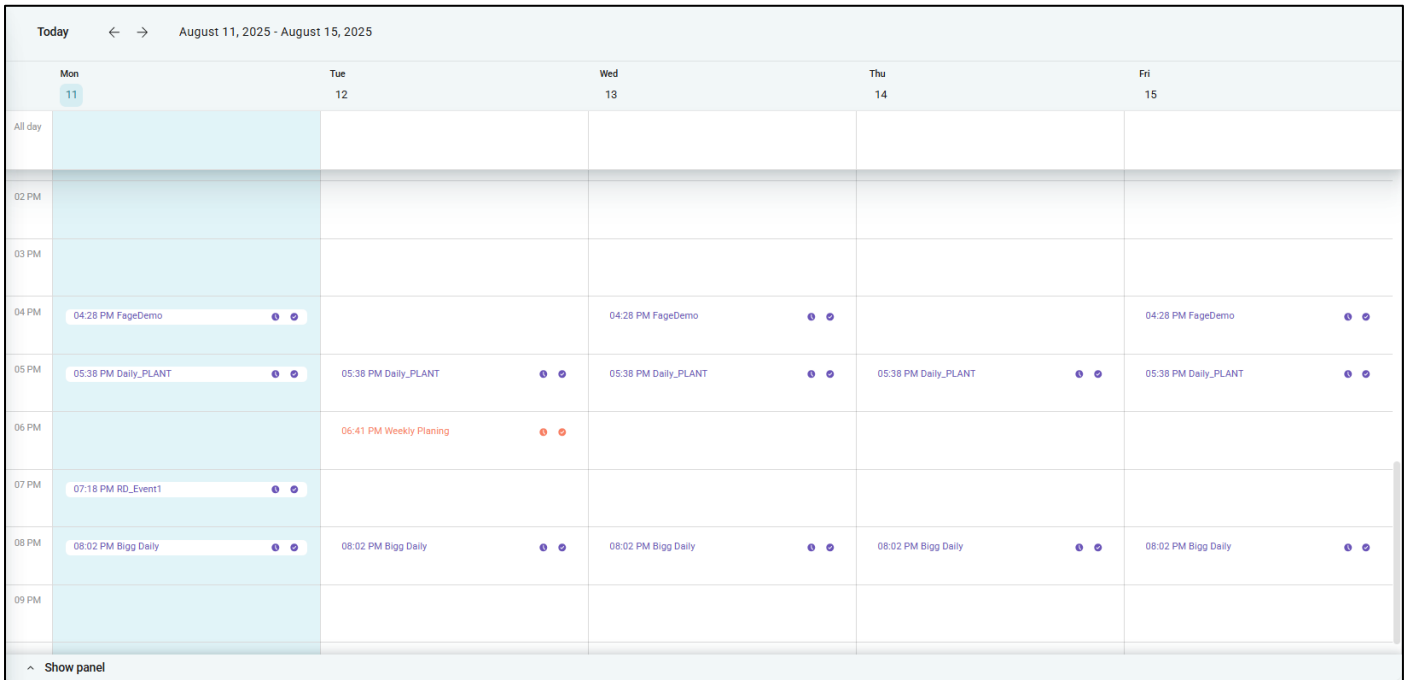 Today August 11, 2025 - August 15, 2025
Mon Tue Wed Thu Fri
11 12 13 14 15
All day
02 PM
03 PM
04 PM 04:28 PM FageDemo 04:28 PM FageDemo 04:28 PM FageDemo
05 PM 05:38 PM Daily_PLANT 05:38 PM Daily_PLANT 05:38 PM Daily_PLANT 05:38 PM Daily_PLANT 05:38 PM Daily_PLANT
06 PM 06:41 PM Weekly Planing
07 PM 07:18 PM RD_Event1
08 PM 08:02 PM Bigg Daily 08:02 PM Bigg Daily 08:02 PM Bigg Daily 08:02 PM Bigg Daily 08:02 PM Bigg Daily
09 PM
Show panel